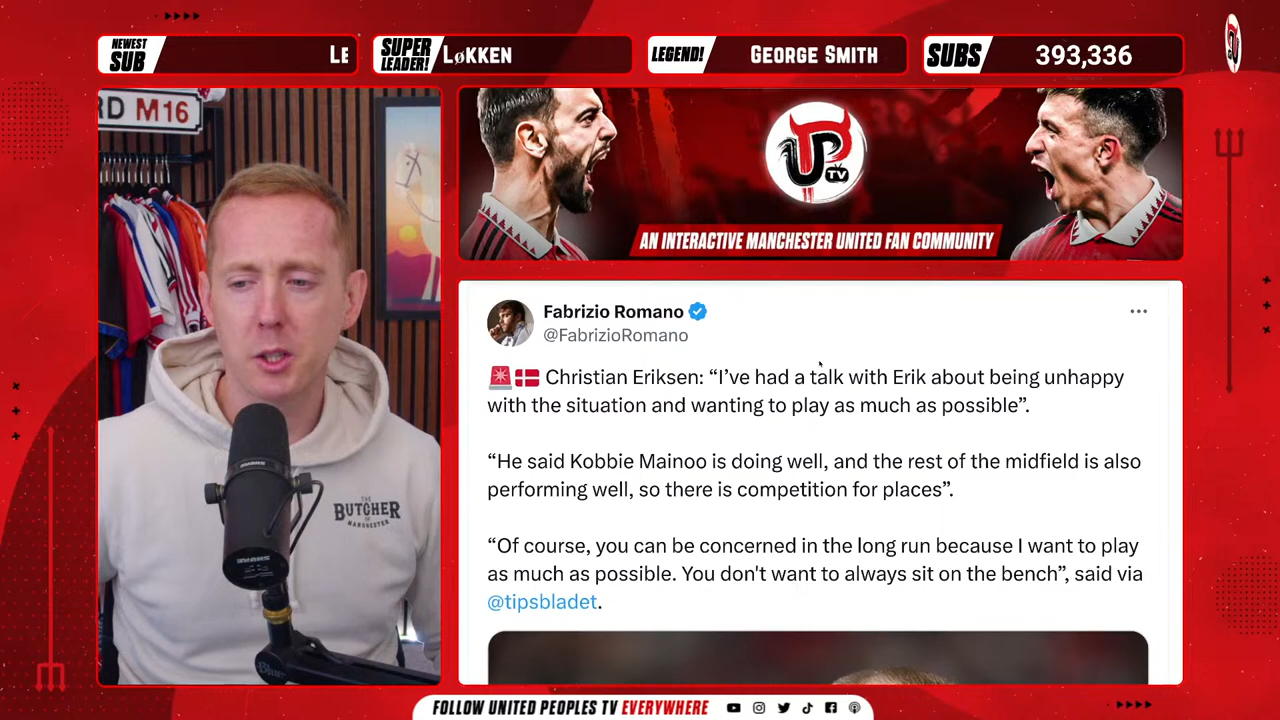 NEWEST SUB
LE
SUPER LEADER!
LøKKEN
LEGEND!
GEORGE SMITH
SUBS
393,336
RD M16
UP TV
AN INTERACTIVE MANCHESTER UNITED FAN COMMUNITY
Fabrizio Romano
@FabrizioRomano
Christian Eriksen: “I’ve had a talk with Erik about being unhappy
with the situation and wanting to play as much as possible”.
“He said Kobbie Mainoo is doing well, and the rest of the midfield is also
performing well, so there is competition for places”.
“Of course, you can be concerned in the long run because I want to play
as much as possible. You don't want to always sit on the bench”, said via
@tipsbladet.
THE
BUTCHER
OF
MANCHESTER
SHURE
FOLLOW UNITED PEOPLES TV EVERYWHERE